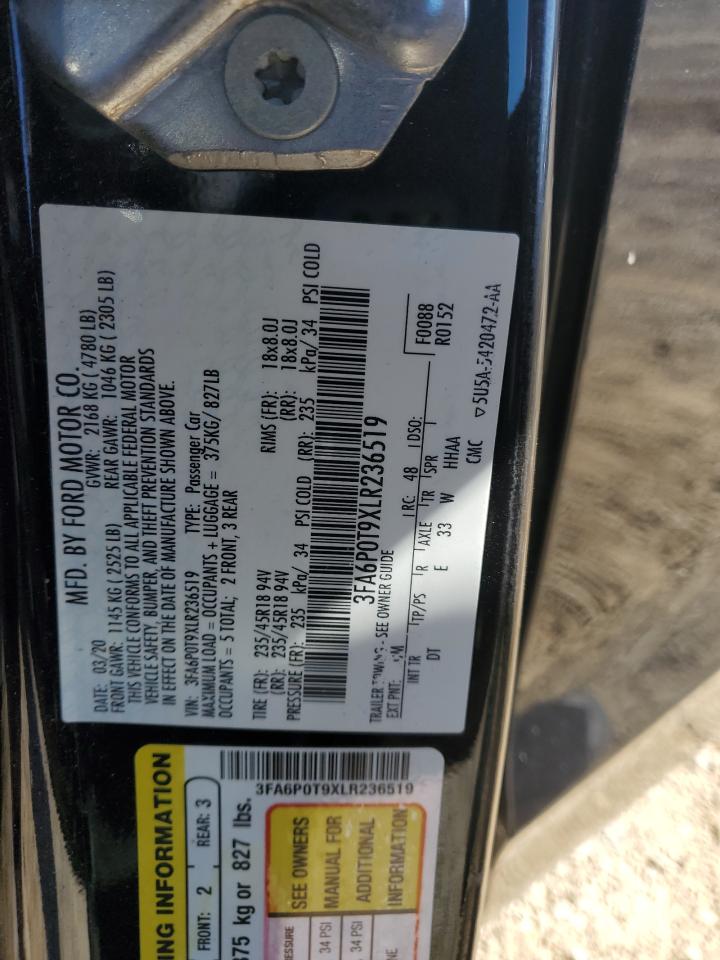 MFD. BY FORD MOTOR CO.
DATE: 03/20 GVWR: 2168 KG ( 4780 LB)
FRONT GAWR: 1145 KG ( 2525 LB) REAR GAWR: 1046 KG ( 2305 LB)
THIS VEHICLE CONFORMS TO ALL APPLICABLE FEDERAL MOTOR
VEHICLE SAFETY, BUMPER, AND THEFT PREVENTION STANDARDS
IN EFFECT ON THE DATE OF MANUFACTURE SHOWN ABOVE.
VIN: 3FA6P0T9XLR236519 TYPE: Passenger Car
MAXIMUM LOAD = OCCUPANTS + LUGGAGE = 375KG/ 827LB
OCCUPANTS = 5 TOTAL; 2 FRONT, 3 REAR
TIRE (FR): 235/45R18 94V RIMS (FR): 18x8.0J
(RR): 235/45R18 94V (RR): 18x8.0J
PRESSURE (FR): 235 kPa/ 34 PSI COLD (RR): 235 kPa/ 34 PSI COLD
3FA6P0T9XLR236519
TRAILER - SEE OWNER GUIDE
EXT PNT: RC: 48 DSO: F0088
R0152
INT TR TP/PS R AXLE TR SPR
DT E 33 W HHAA
CMC ▽5U5A-5420472-AA
3FA6P0T9XLR236519
ING INFORMATION
FRONT: 2 REAR: 3
375 kg or 827 lbs.
SEE OWNERS
MANUAL FOR
ADDITIONAL
INFORMATION
34 PSI
34 PSI